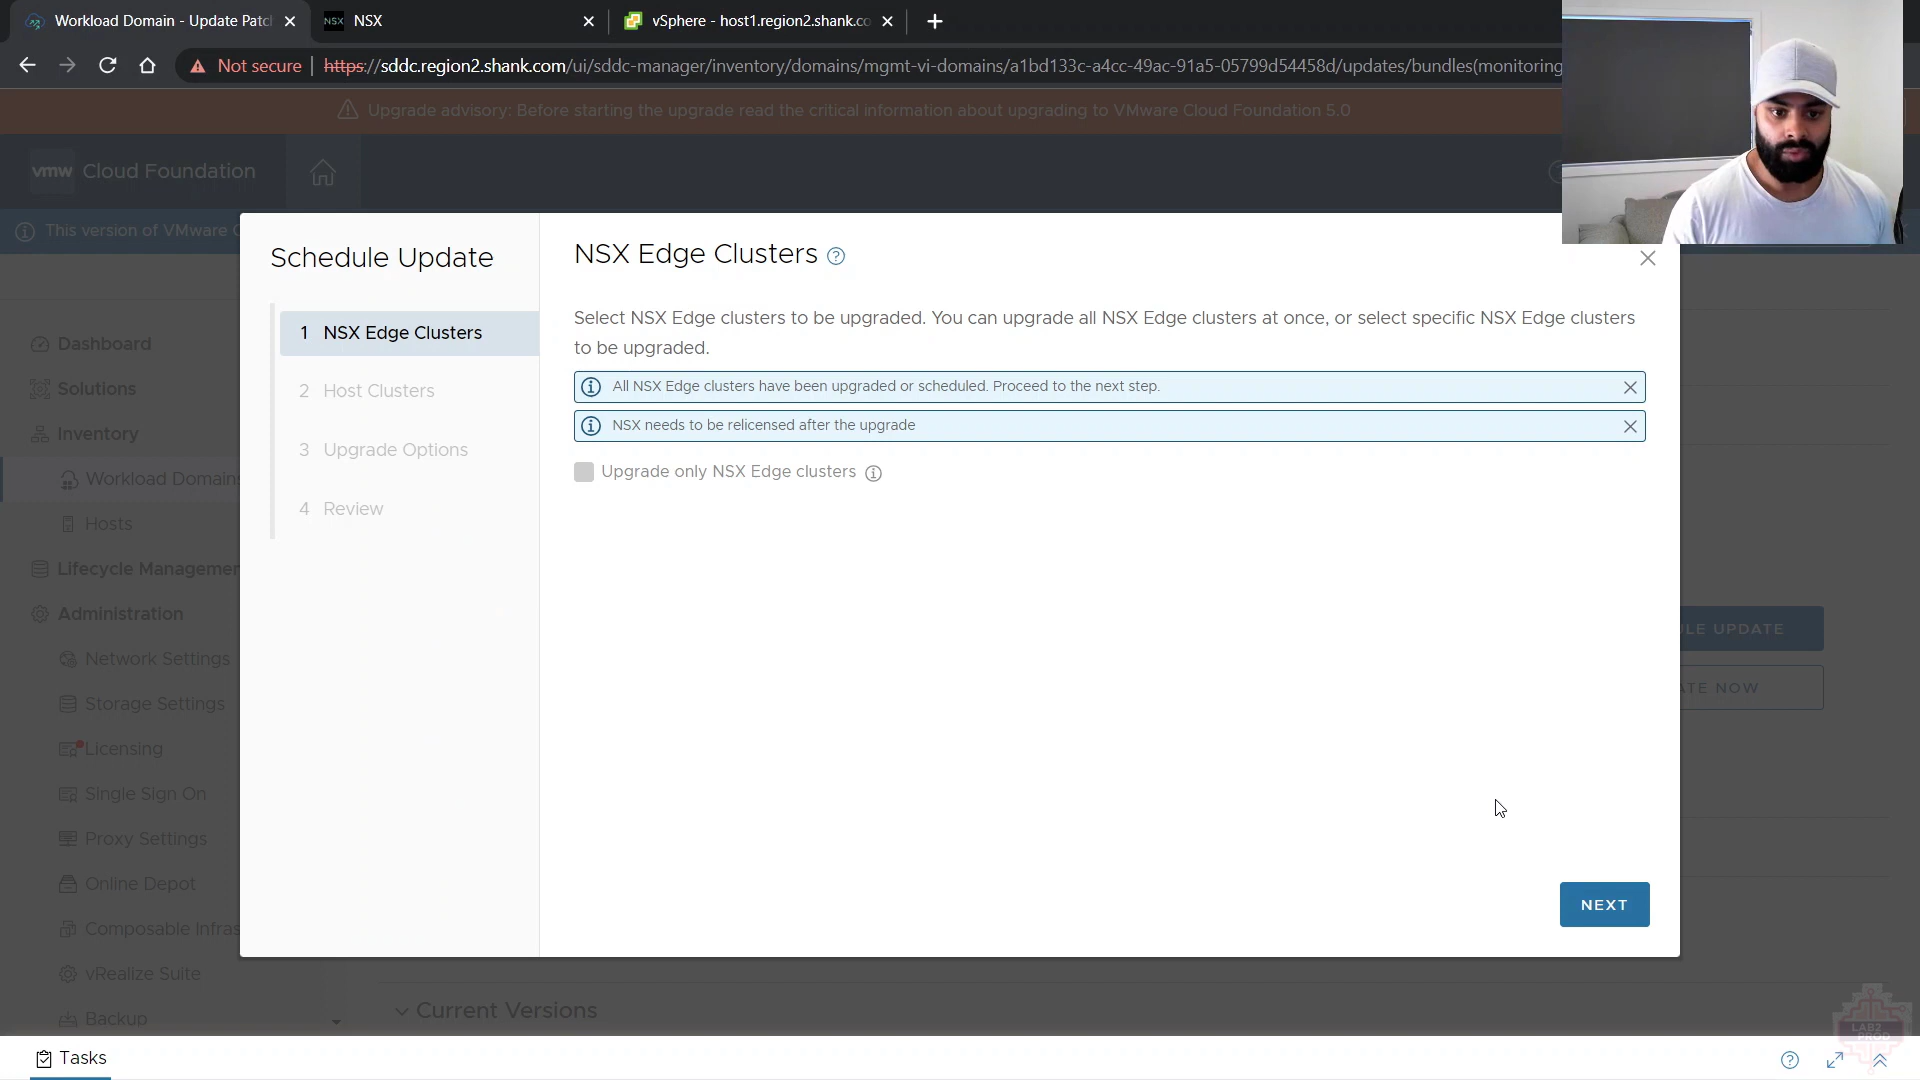 Workload Domain - Update Patc
NSX
NSX
vSphere - host1.region2.shank.co
Not secure
https://sddc.region2.shank.com/ui/sddc-manager/inventory/domains/mgmt-vi-domains/a1bd133c-a4cc-49ac-91a5-05799d54458d/updates/bundles(monitoring
Upgrade advisory: Before starting the upgrade read the critical information about upgrading to VMware Cloud Foundation 5.0
vmw Cloud Foundation
This version of VMware C
Dashboard
Solutions
Inventory
Workload Domains
Hosts
Lifecycle Managemen
Administration
Network Settings
Storage Settings
Licensing
Single Sign On
Proxy Settings
Online Depot
Composable Infras
vRealize Suite
Backup
Schedule Update
1 NSX Edge Clusters
2 Host Clusters
3 Upgrade Options
4 Review
NSX Edge Clusters
Select NSX Edge clusters to be upgraded. You can upgrade all NSX Edge clusters at once, or select specific NSX Edge clusters
to be upgraded.
All NSX Edge clusters have been upgraded or scheduled. Proceed to the next step.
NSX needs to be relicensed after the upgrade
Upgrade only NSX Edge clusters
NEXT
ULE UPDATE
ATE NOW
Current Versions
LAB2
PROD
Tasks